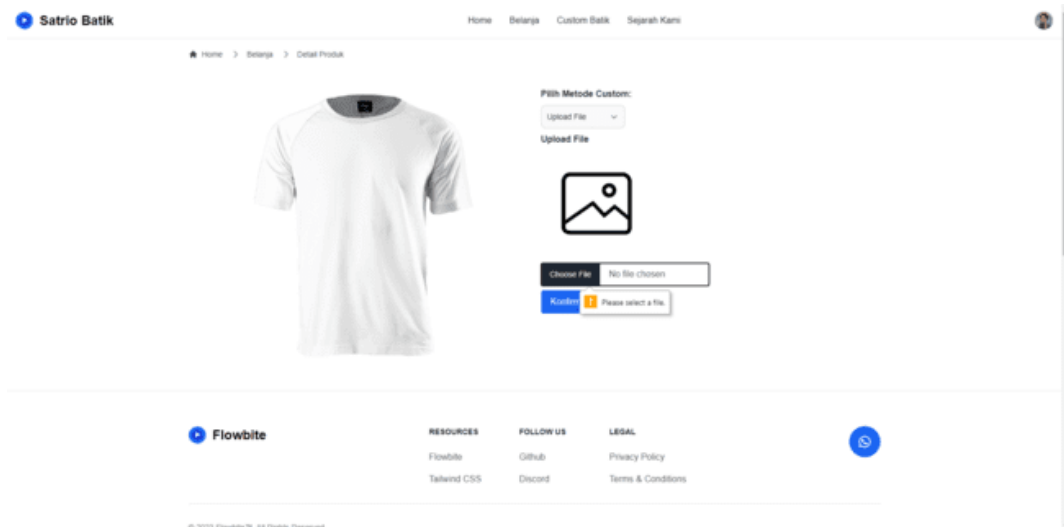 Satrio Batik
Home Belanja Custom Batik Sejarah Kami
Home > Belanja > Detail Produk
Pilih Metode Custom:
Upload File
Upload File
Choose File No file chosen
Konfirm
! Please select a file.
Flowbite
RESOURCES FOLLOW US LEGAL
Flowbite Github Privacy Policy
Tailwind CSS Discord Terms & Conditions